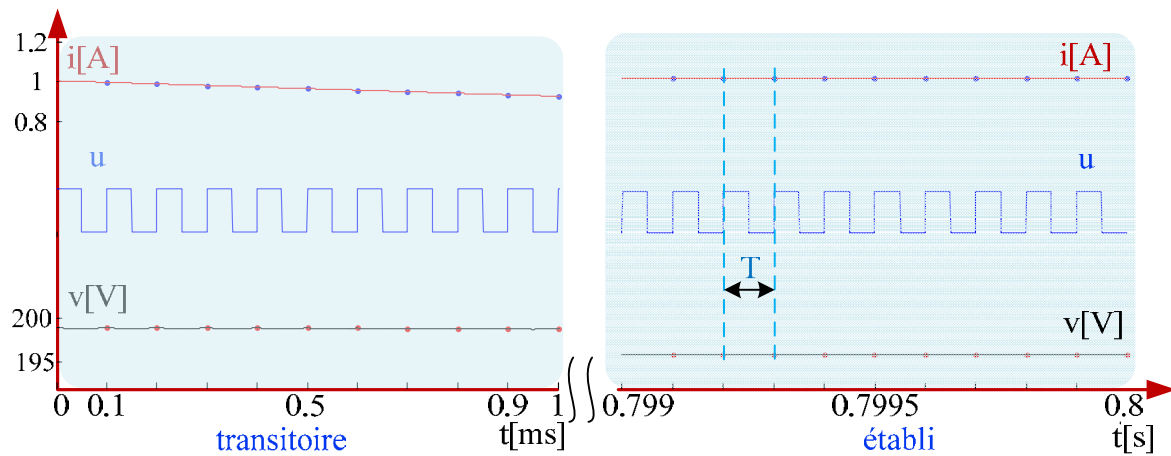 1.2
i[A]
1
0.8
u
v[V]
200
195
0 0.1 0.5 0.9 1
transitoire t[ms]
i[A]
u
T
v[V]
0.799 0.7995 0.8
établi t[s]